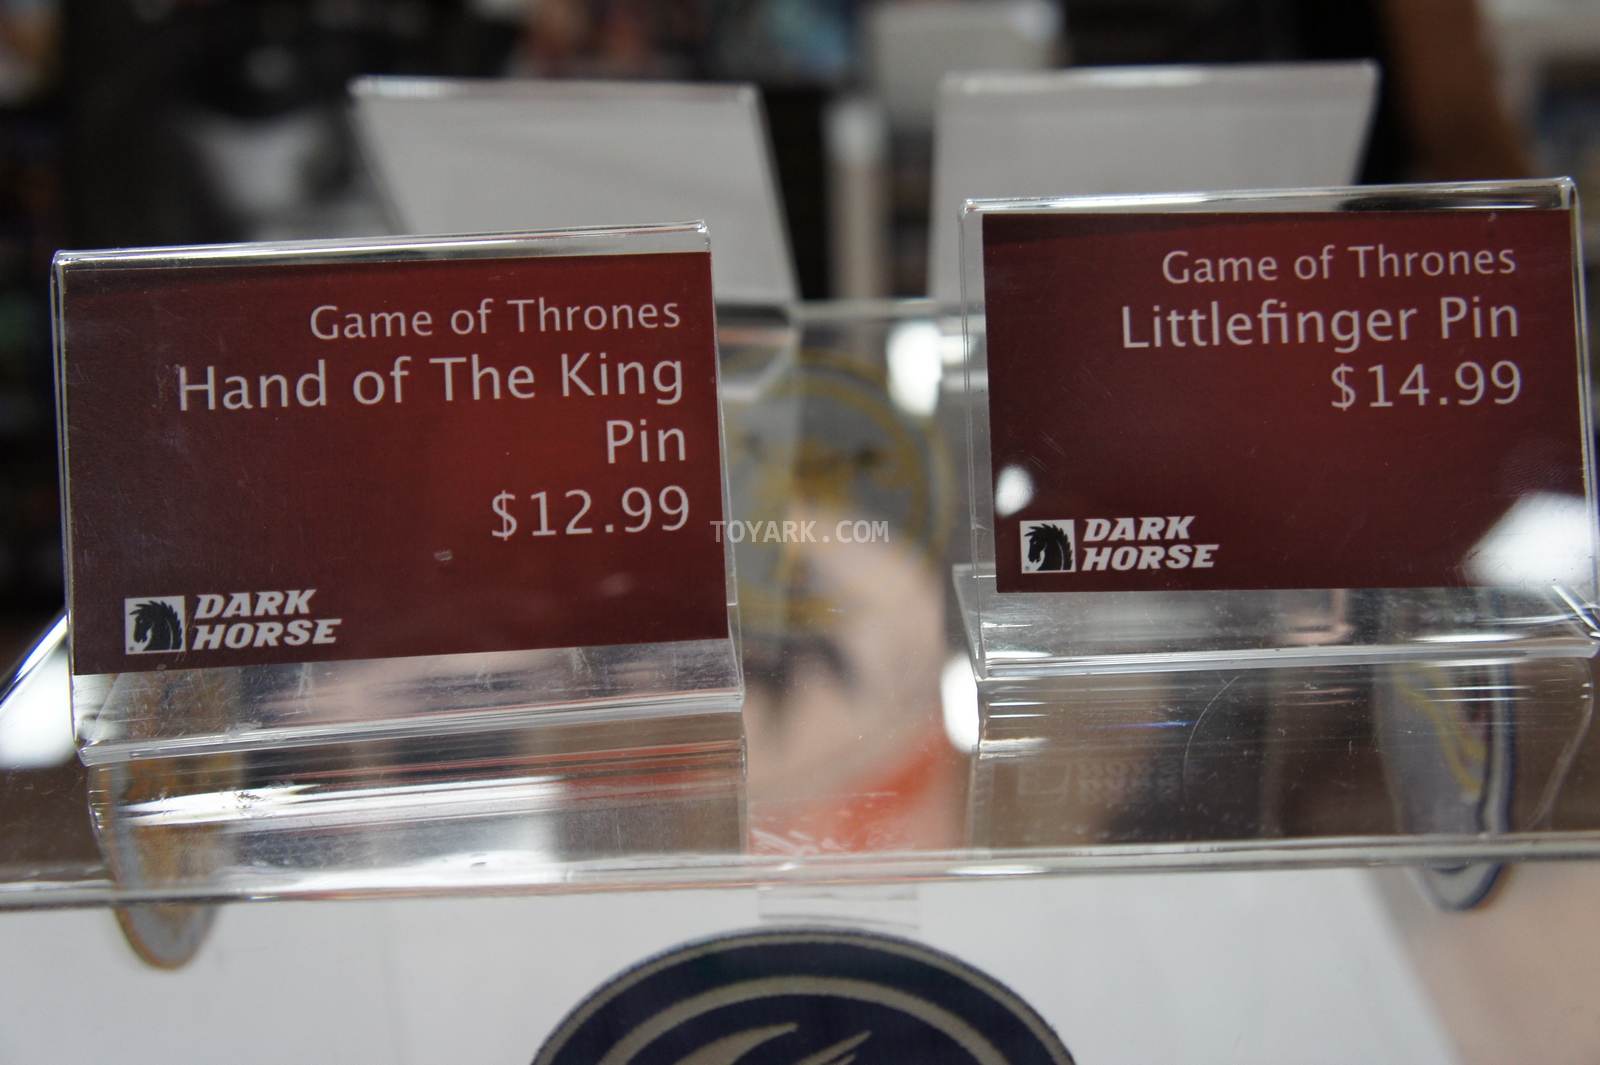 Game of Thrones
Hand of The King
Pin
$12.99
DARK
HORSE
Game of Thrones
Littlefinger Pin
$14.99
DARK
HORSE
TOYARK.COM